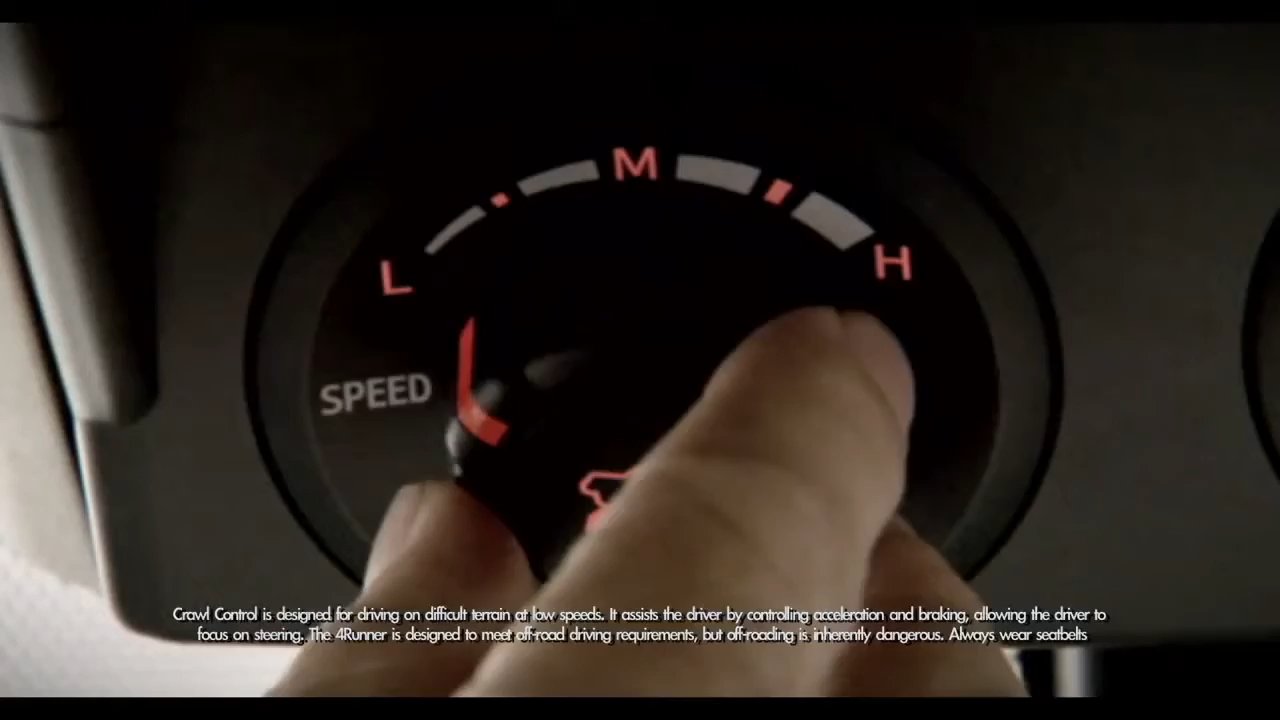 M
L
H
SPEED
Crawl Control is designed for driving on difficult terrain at low speeds. It assists the driver by controlling acceleration and braking, allowing the driver to
focus on steering. The 4Runner is designed to meet off-road driving requirements, but off-roading is inherently dangerous. Always wear seatbelts